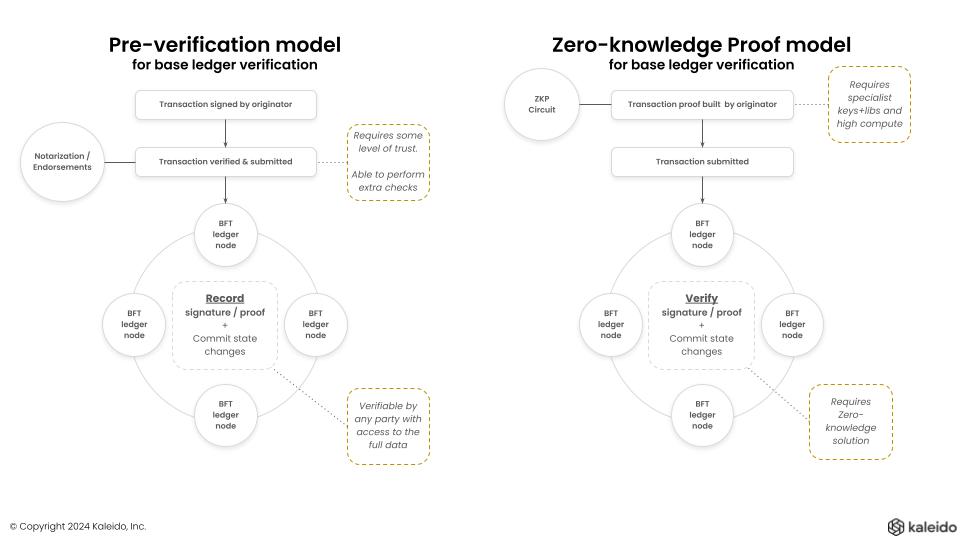 Pre-verification model
for base ledger verification
Transaction signed by originator
Notarization /
Endorsements
Transaction verified & submitted
Requires some
level of trust.
Able to perform
extra checks
BFT
ledger
node
BFT
ledger
node
Record
signature / proof
+
Commit state
changes
BFT
ledger
node
BFT
ledger
node
Verifiable by
any party with
access to the
full data
Zero-knowledge Proof model
for base ledger verification
ZKP
Circuit
Transaction proof built by originator
Requires
specialist
keys+libs and
high compute
Transaction submitted
BFT
ledger
node
BFT
ledger
node
Verify
signature / proof
+
Commit state
changes
BFT
ledger
node
BFT
ledger
node
Requires
Zero-
knowledge
solution
© Copyright 2024 Kaleido, Inc.
kaleido